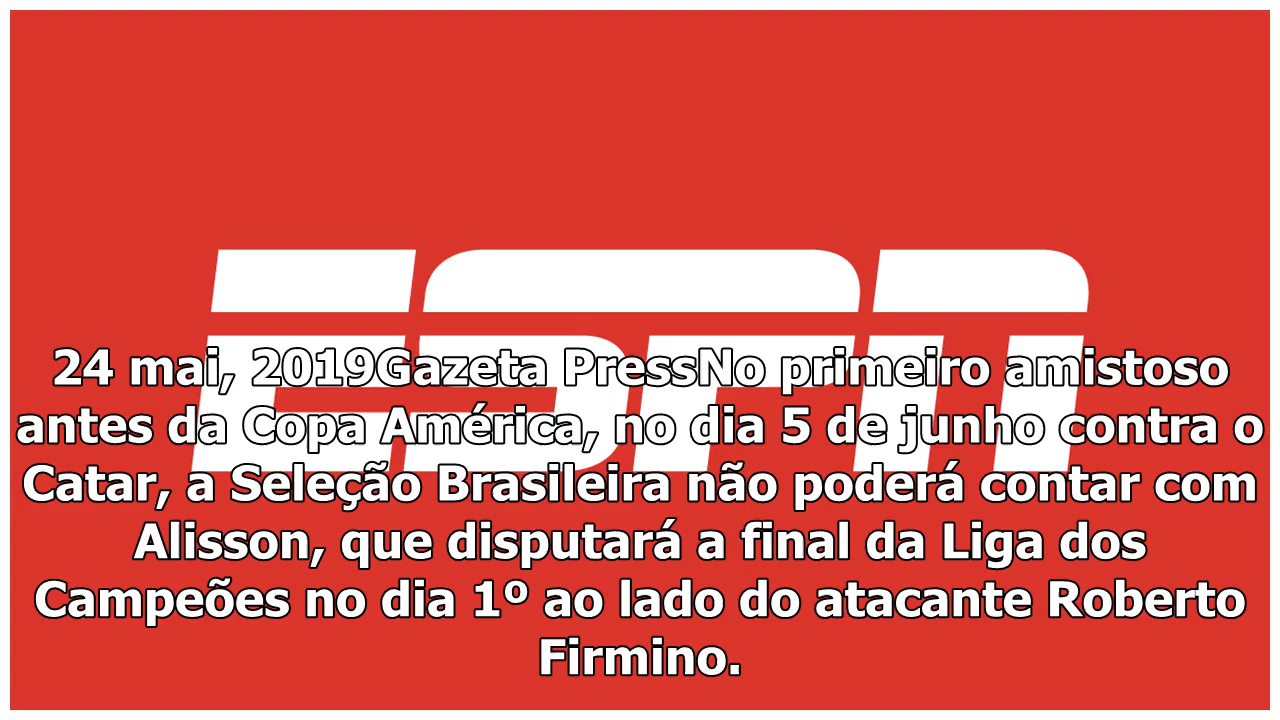 ESPN
24 mai, 2019Gazeta PressNo primeiro amistoso
antes da Copa América, no dia 5 de junho contra o
Catar, a Seleção Brasileira não poderá contar com
Alisson, que disputará a final da Liga dos
Campeões no dia 1º ao lado do atacante Roberto
Firmino.